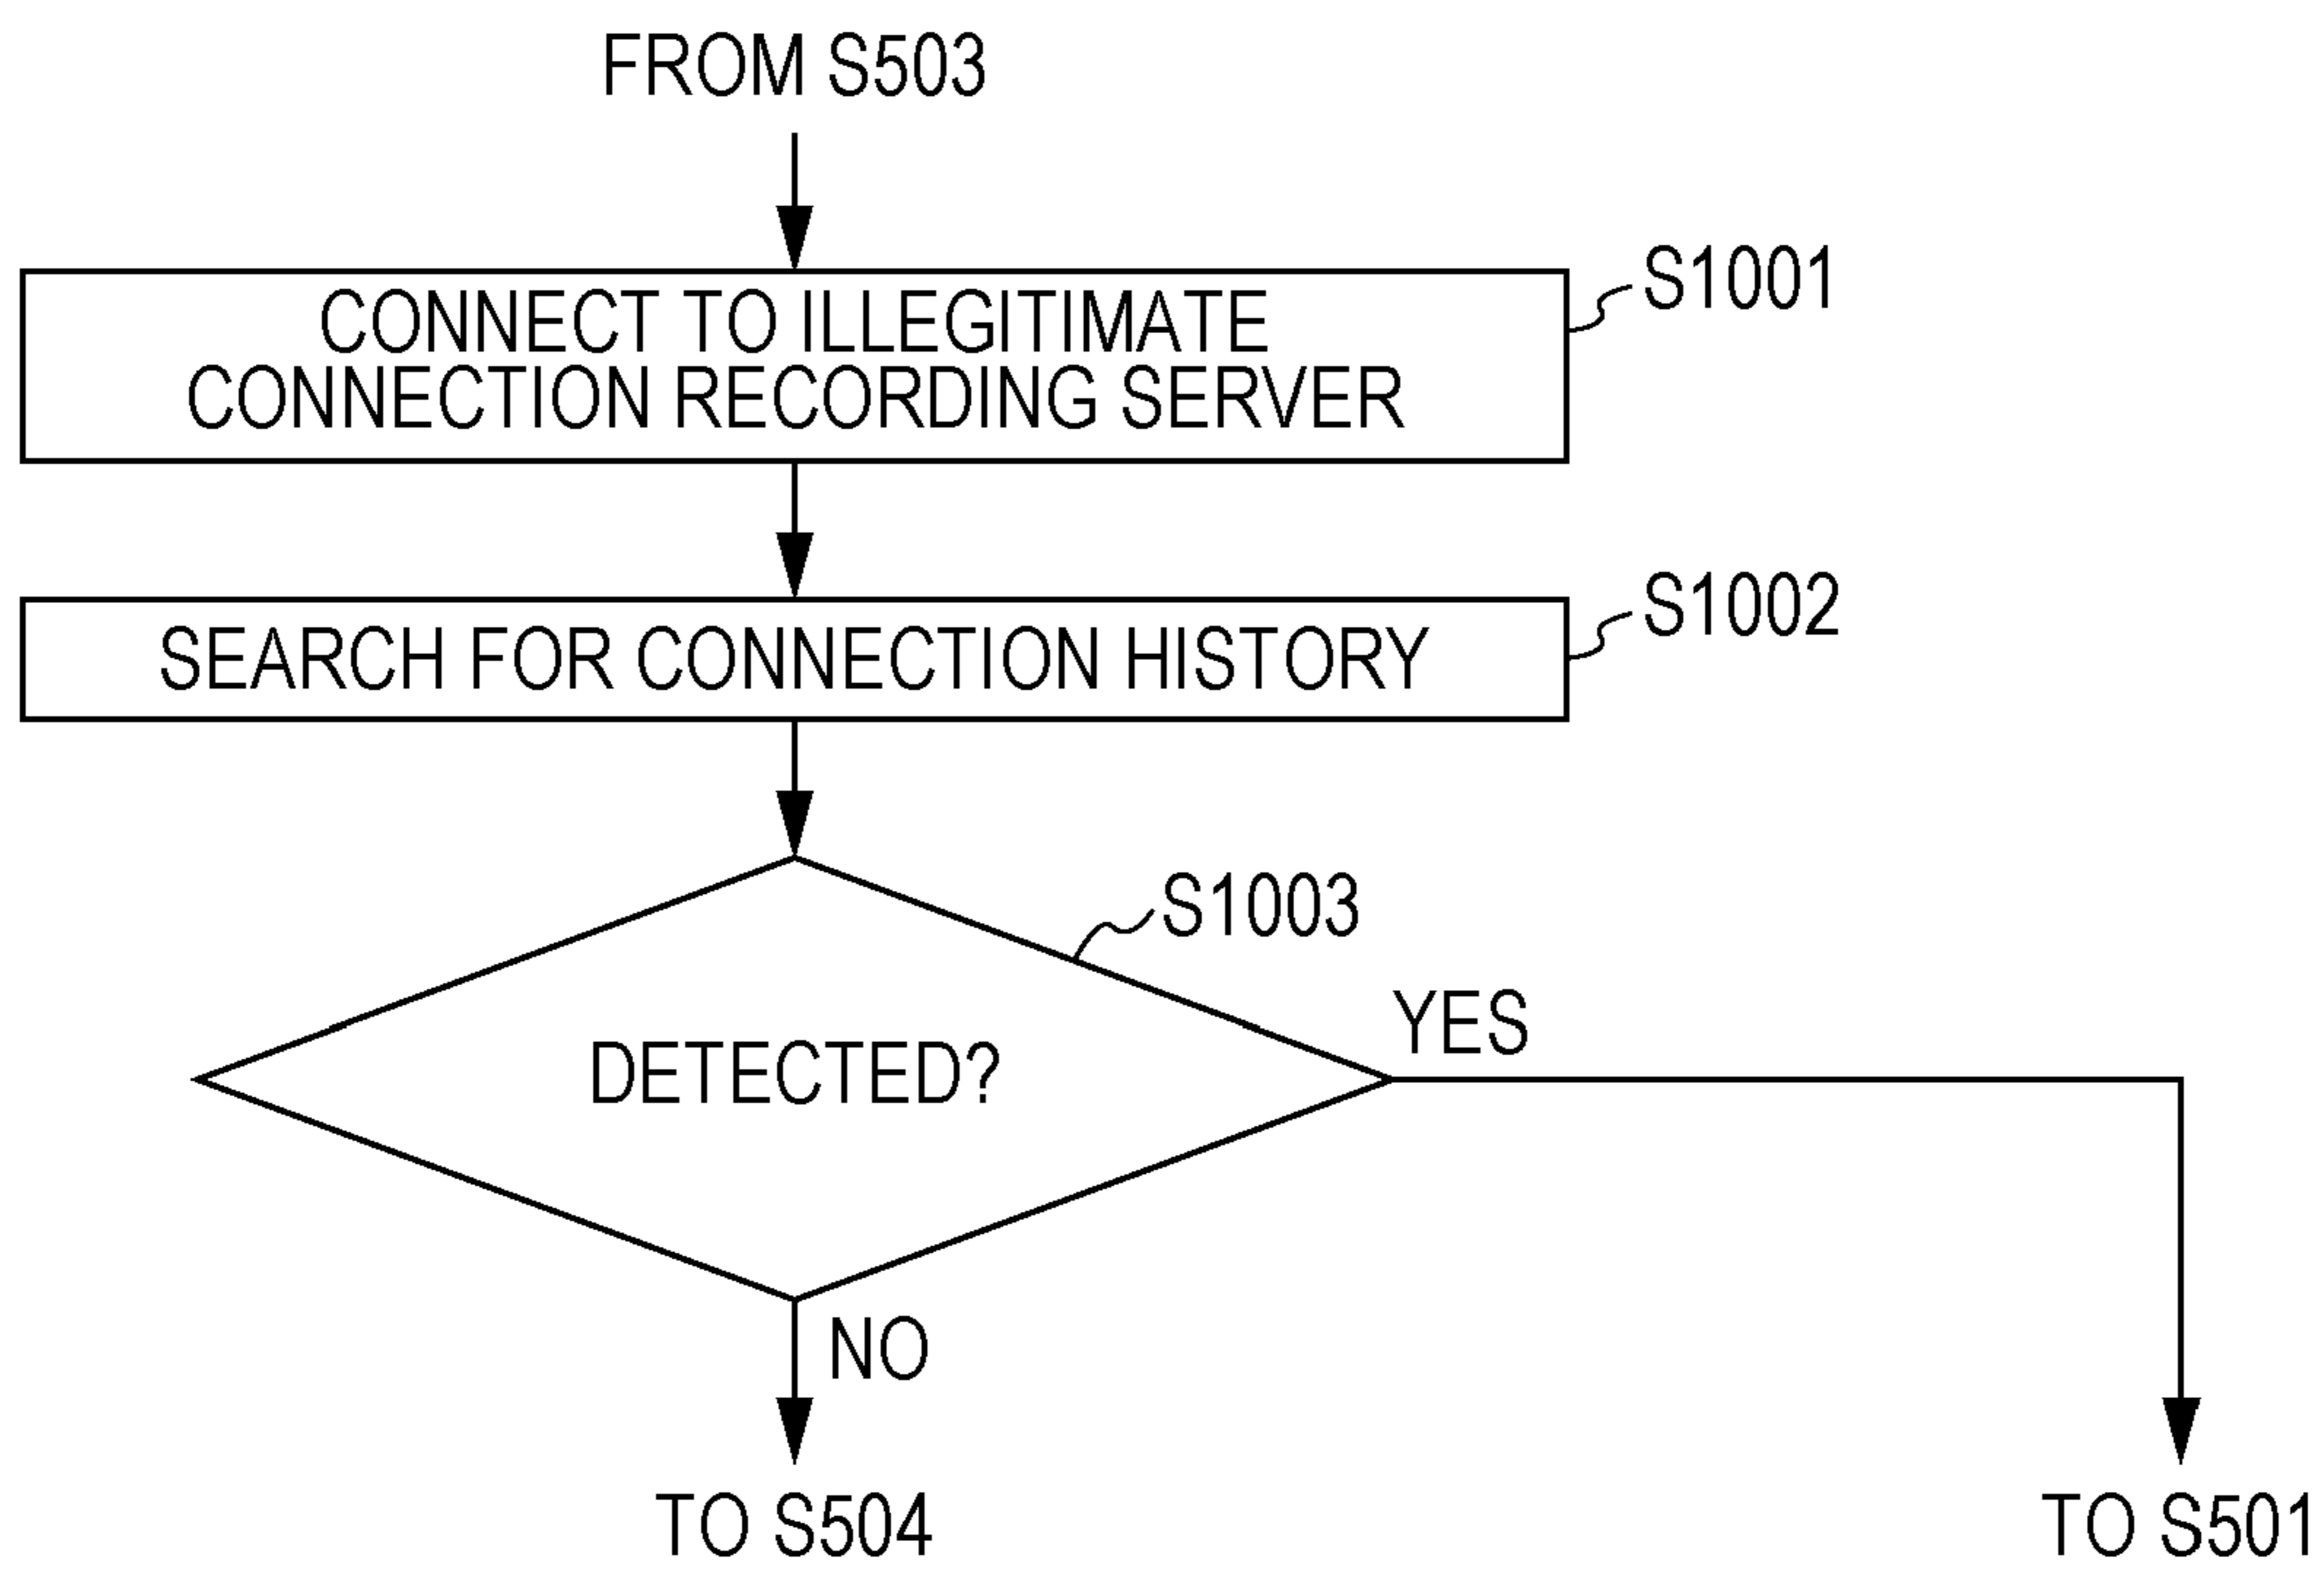 FROM S503
CONNECT TO ILLEGITIMATE
CONNECTION RECORDING SERVER
S1001
SEARCH FOR CONNECTION HISTORY
S1002
S1003
DETECTED?
YES
NO
TO S504
TO S501